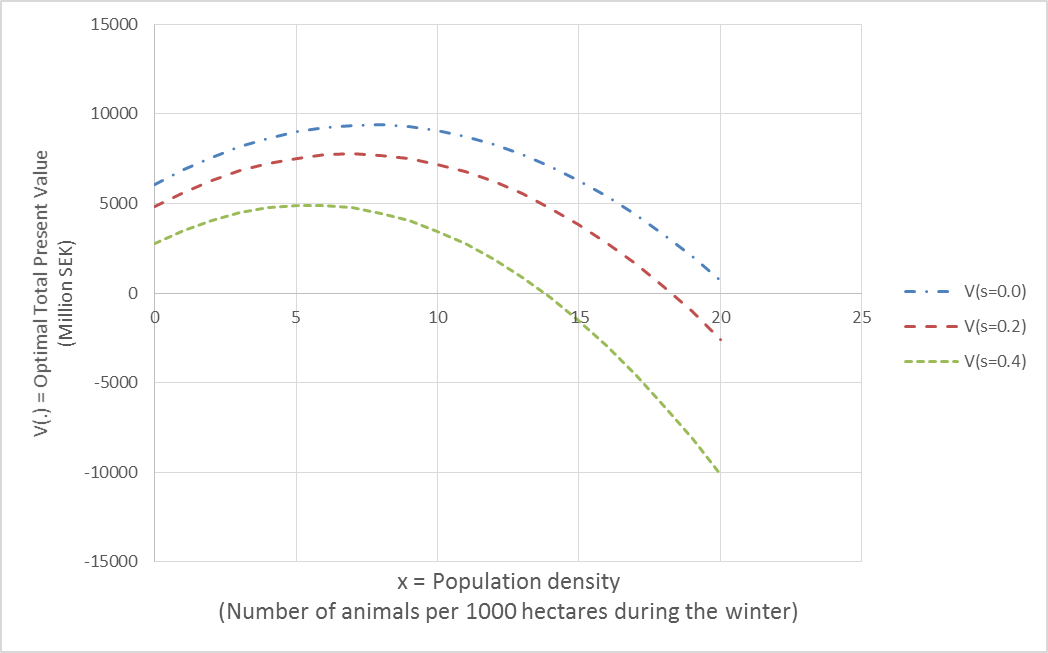 15000
10000
5000
0
-5000
-10000
-15000
0 5 10 15 20 25
V(.) = Optimal Total Present Value
(Million SEK)
x = Population density
(Number of animals per 1000 hectares during the winter)
V(s=0.0)
V(s=0.2)
V(s=0.4)